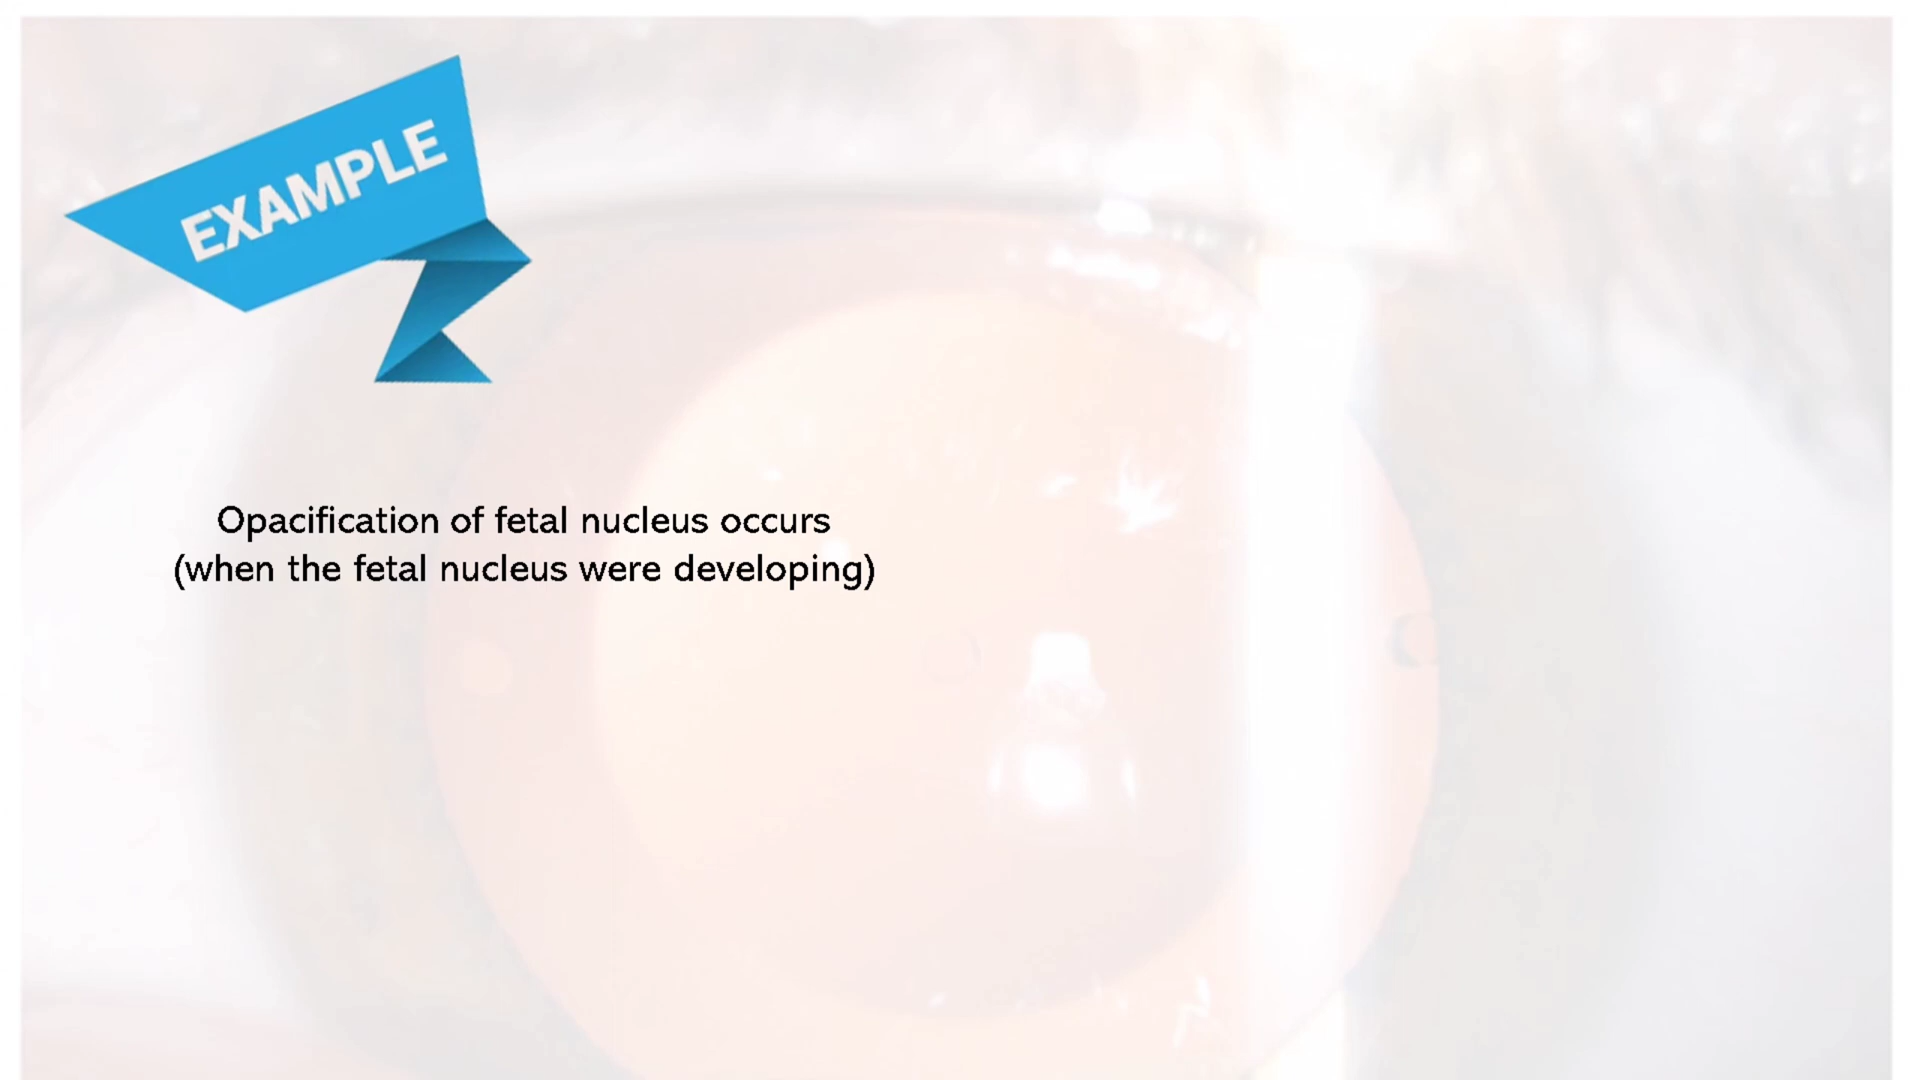 EXAMPLE
Opacification of fetal nucleus occurs
(when the fetal nucleus were developing)